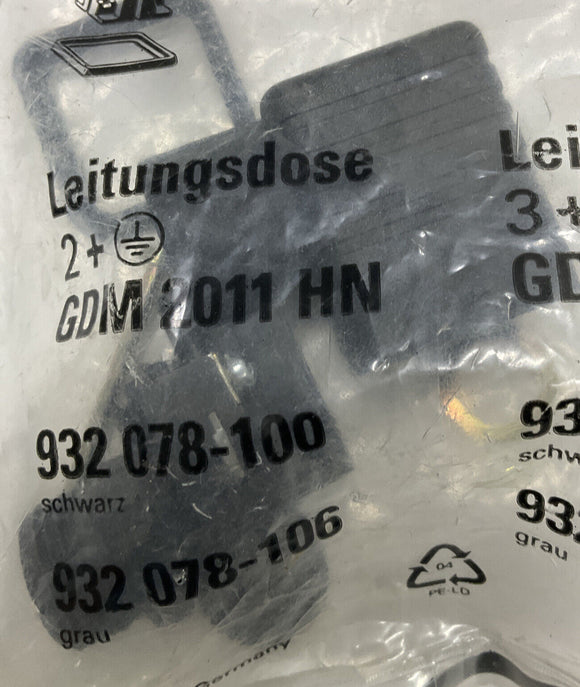 Leitungsdose
2 + ⏚
GDM 2011 HN
932 078-100
schwarz
932 078-106
grau
Germany
Lei
3 +
GD
93
schw
93
grau
04
PE-LD